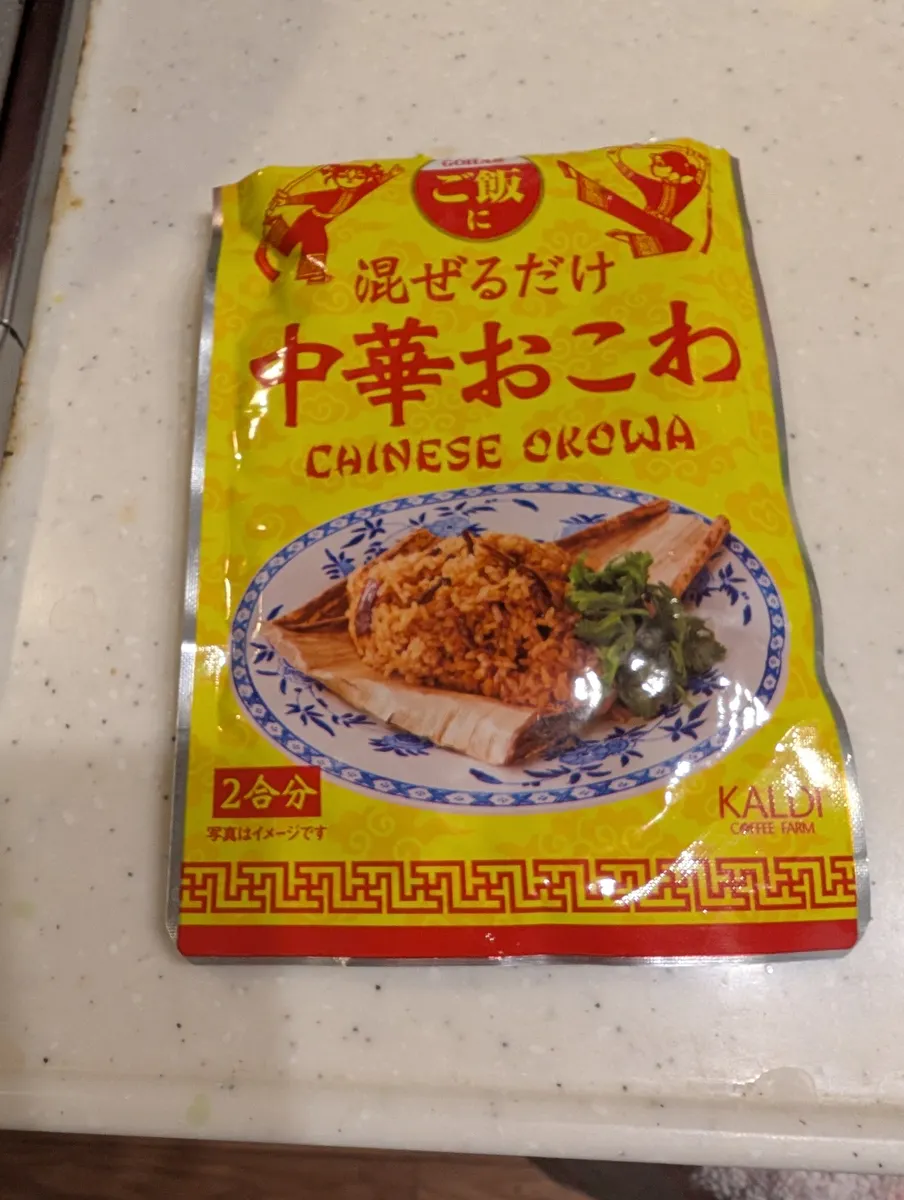 ご飯
に
混ぜるだけ
中華おこわ
CHINESE OKOWA
2合分
写真はイメージです
KALDI
COFFEE FARM